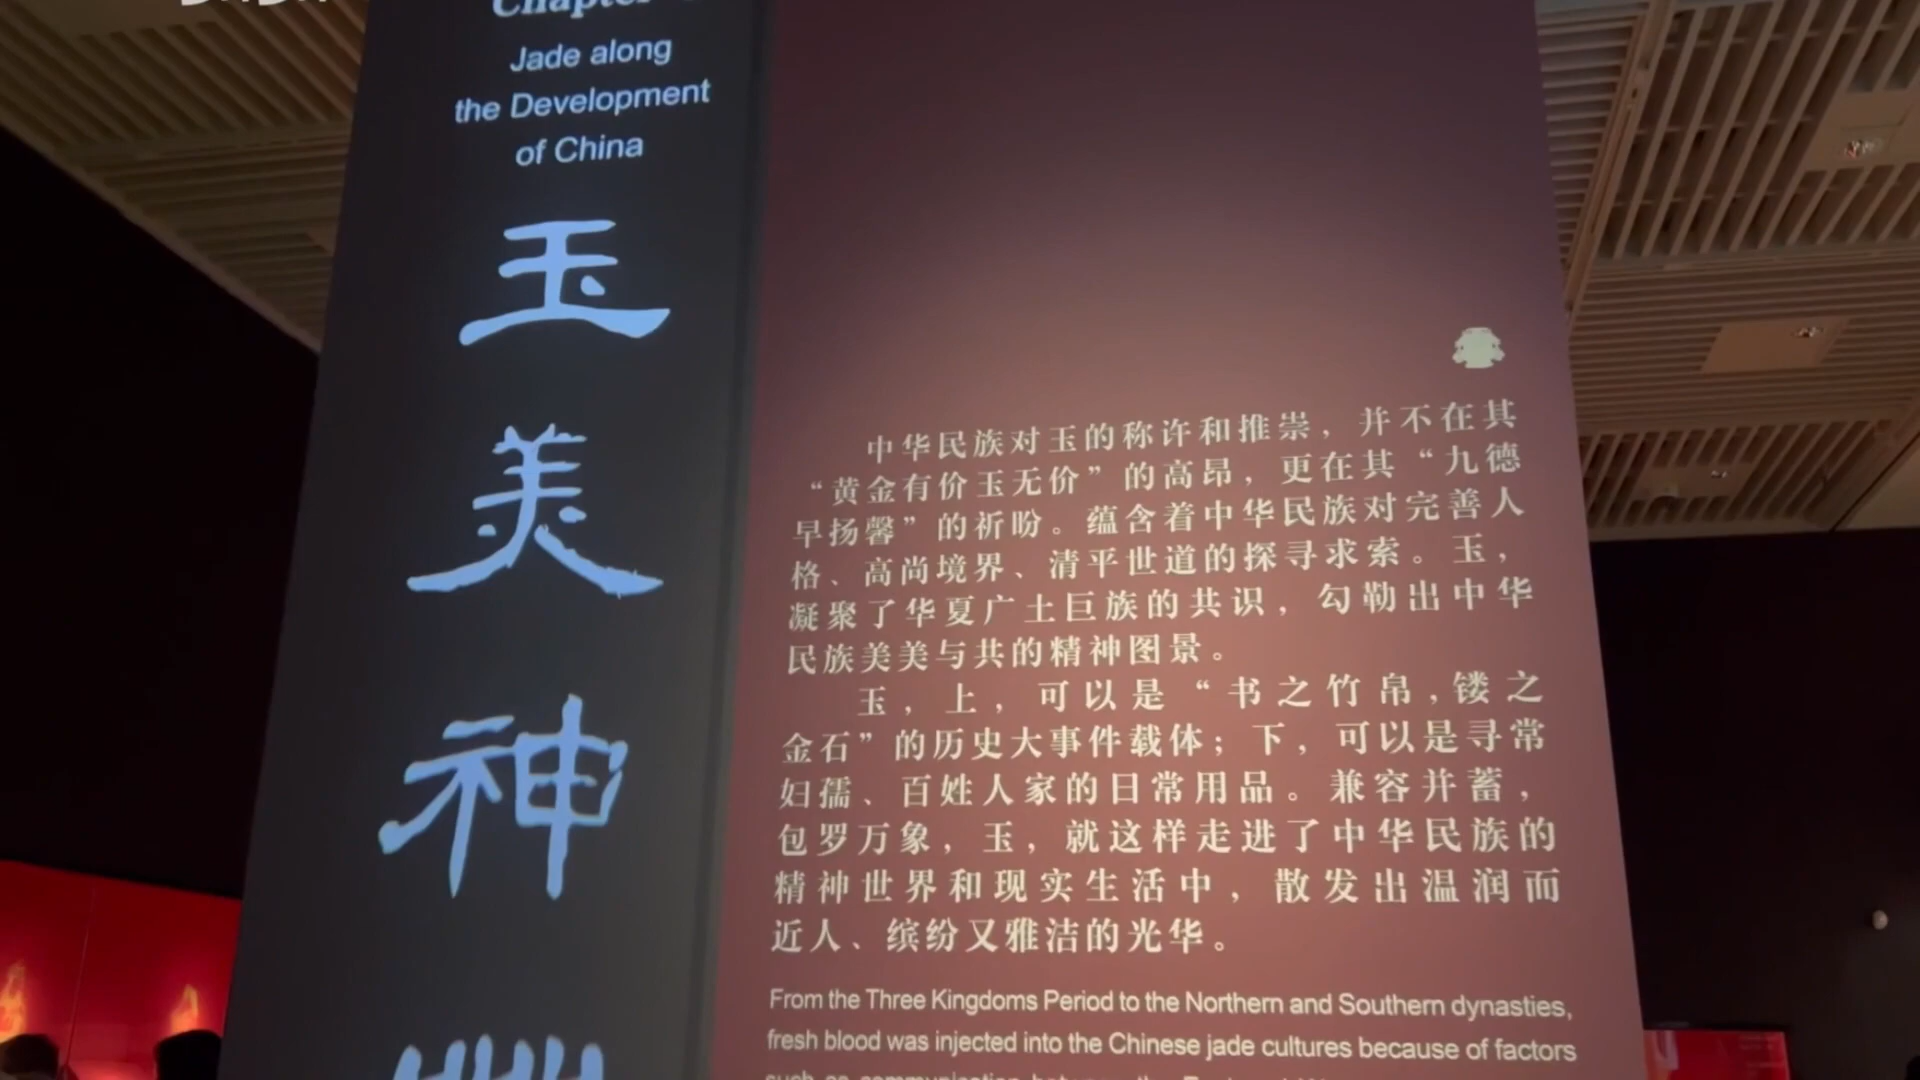 Chapter
Jade along
the Development
of China
玉
美
神
中华民族对玉的称许和推崇，并不在其
“黄金有价玉无价”的高昂，更在其“九德
早扬馨”的祈盼。蕴含着中华民族对完善人
格、高尚境界、清平世道的探寻求索。玉，
凝聚了华夏广土巨族的共识，勾勒出中华
民族美美与共的精神图景。
玉，上，可以是“书之竹帛,镂之
金石”的历史大事件载体；下，可以是寻常
妇孺、百姓人家的日常用品。兼容并蓄，
包罗万象，玉，就这样走进了中华民族的
精神世界和现实生活中，散发出温润而
近人、缤纷又雅洁的光华。
From the Three Kingdoms Period to the Northern and Southern dynasties,
fresh blood was injected into the Chinese jade cultures because of factors
such as communication between the